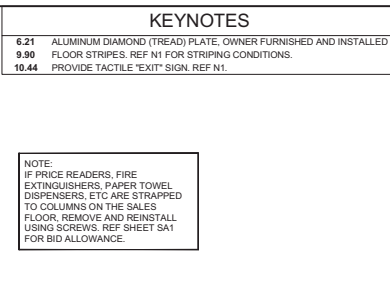 KEYNOTES
6.21 ALUMINUM DIAMOND (TREAD) PLATE, OWNER FURNISHED AND INSTALLED
9.90 FLOOR STRIPES. REF N1 FOR STRIPING CONDITIONS.
10.44 PROVIDE TACTILE "EXIT" SIGN. REF N1.
NOTE:
IF PRICE READERS, FIRE
EXTINGUISHERS, PAPER TOWEL
DISPENSERS, ETC ARE STRAPPED
TO COLUMNS ON THE SALES
FLOOR, REMOVE AND REINSTALL
USING SCREWS. REF SHEET SA1
FOR BID ALLOWANCE.